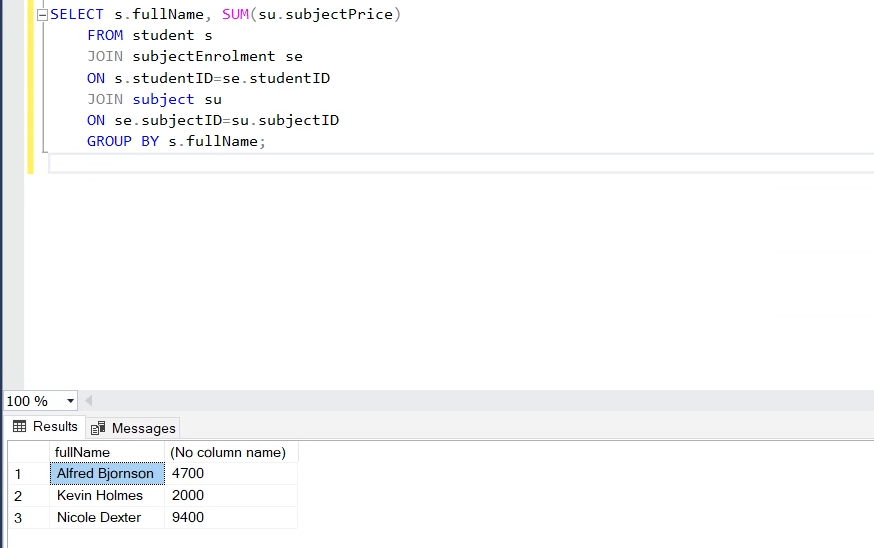 SELECT s.fullName, SUM(su.subjectPrice)
FROM student s
JOIN subjectEnrolment se
ON s.studentID=se.studentID
JOIN subject su
ON se.subjectID=su.subjectID
GROUP BY s.fullName;
100 %
Results Messages
fullName (No column name)
1 Alfred Bjornson 4700
2 Kevin Holmes 2000
3 Nicole Dexter 9400